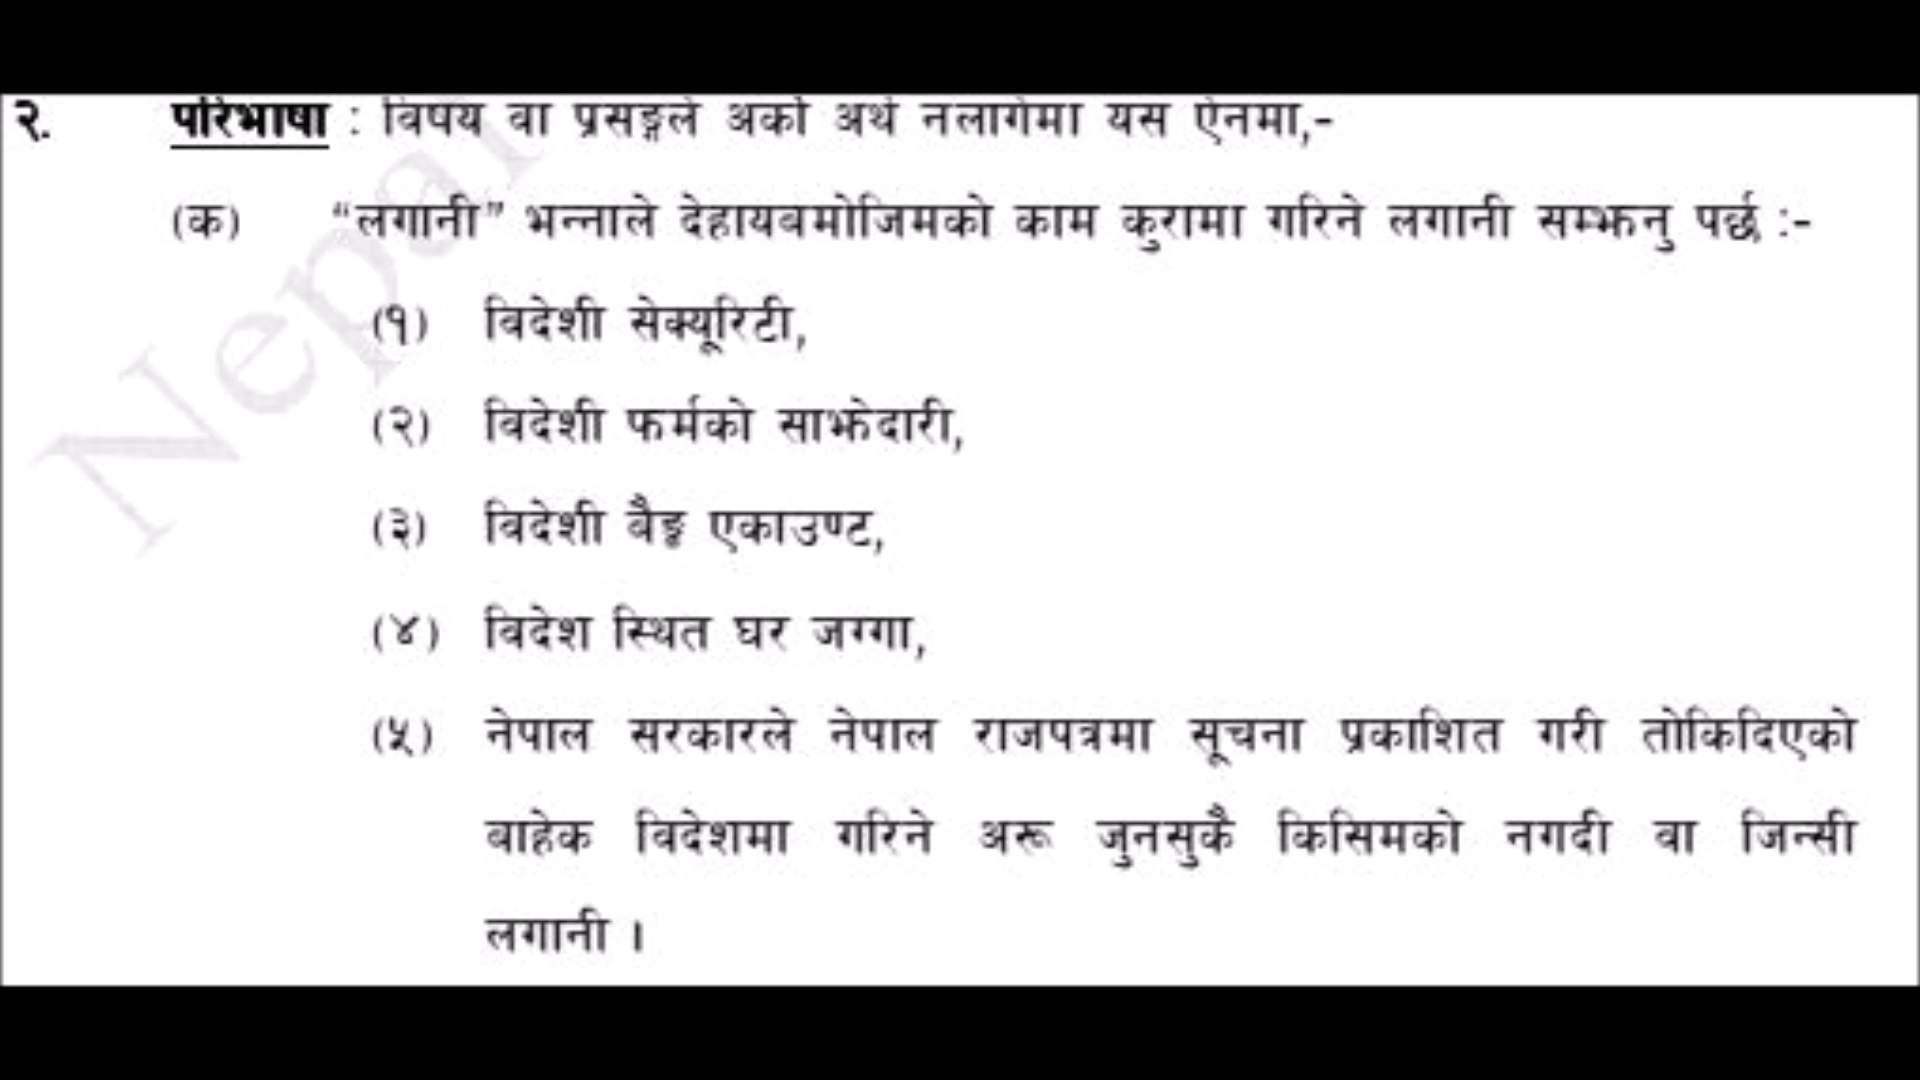 २. परिभाषा : विषय वा प्रसङ्गले अर्को अर्थ नलागेमा यस ऐनमा,-
(क) “लगानी” भन्नाले देहायबमोजिमको काम कुरामा गरिने लगानी सम्झनु पर्छ :-
(१) विदेशी सेक्यूरिटी,
(२) विदेशी फर्मको साझेदारी,
(३) विदेशी बैङ्क एकाउण्ट,
(४) विदेश स्थित घर जग्गा,
(५) नेपाल सरकारले नेपाल राजपत्रमा सूचना प्रकाशित गरी तोकिदिएको
बाहेक विदेशमा गरिने अरू जुनसुकै किसिमको नगदी वा जिन्सी
लगानी ।
Nepal